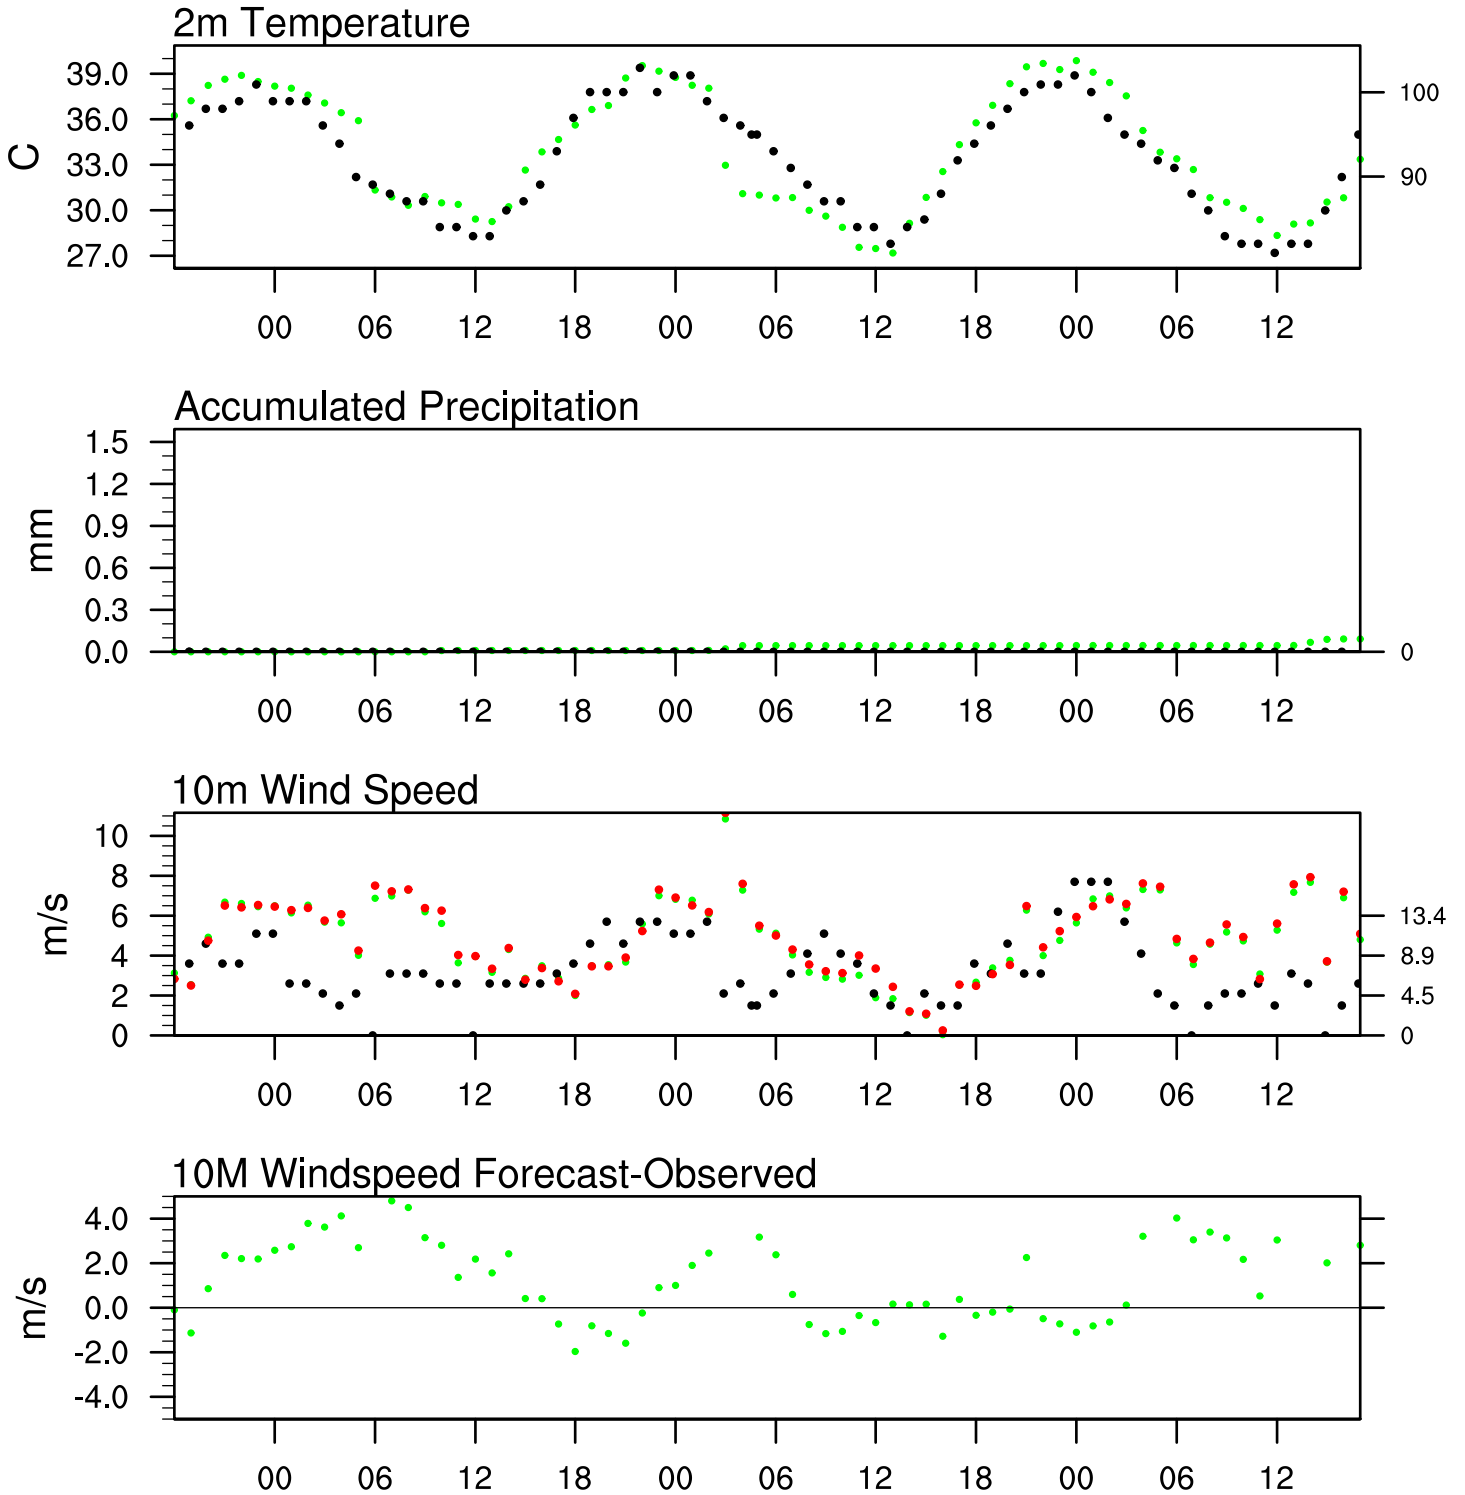 2m Temperature
39.0
36.0
33.0
30.0
27.0
C
100
90
00 06 12 18 00 06 12 18 00 06 12
Accumulated Precipitation
1.5
1.2
0.9
0.6
0.3
0.0
mm
0
00 06 12 18 00 06 12 18 00 06 12
10m Wind Speed
10
8
6
4
2
0
m/s
13.4
8.9
4.5
0
00 06 12 18 00 06 12 18 00 06 12
10M Windspeed Forecast-Observed
4.0
2.0
0.0
-2.0
-4.0
m/s
00 06 12 18 00 06 12 18 00 06 12